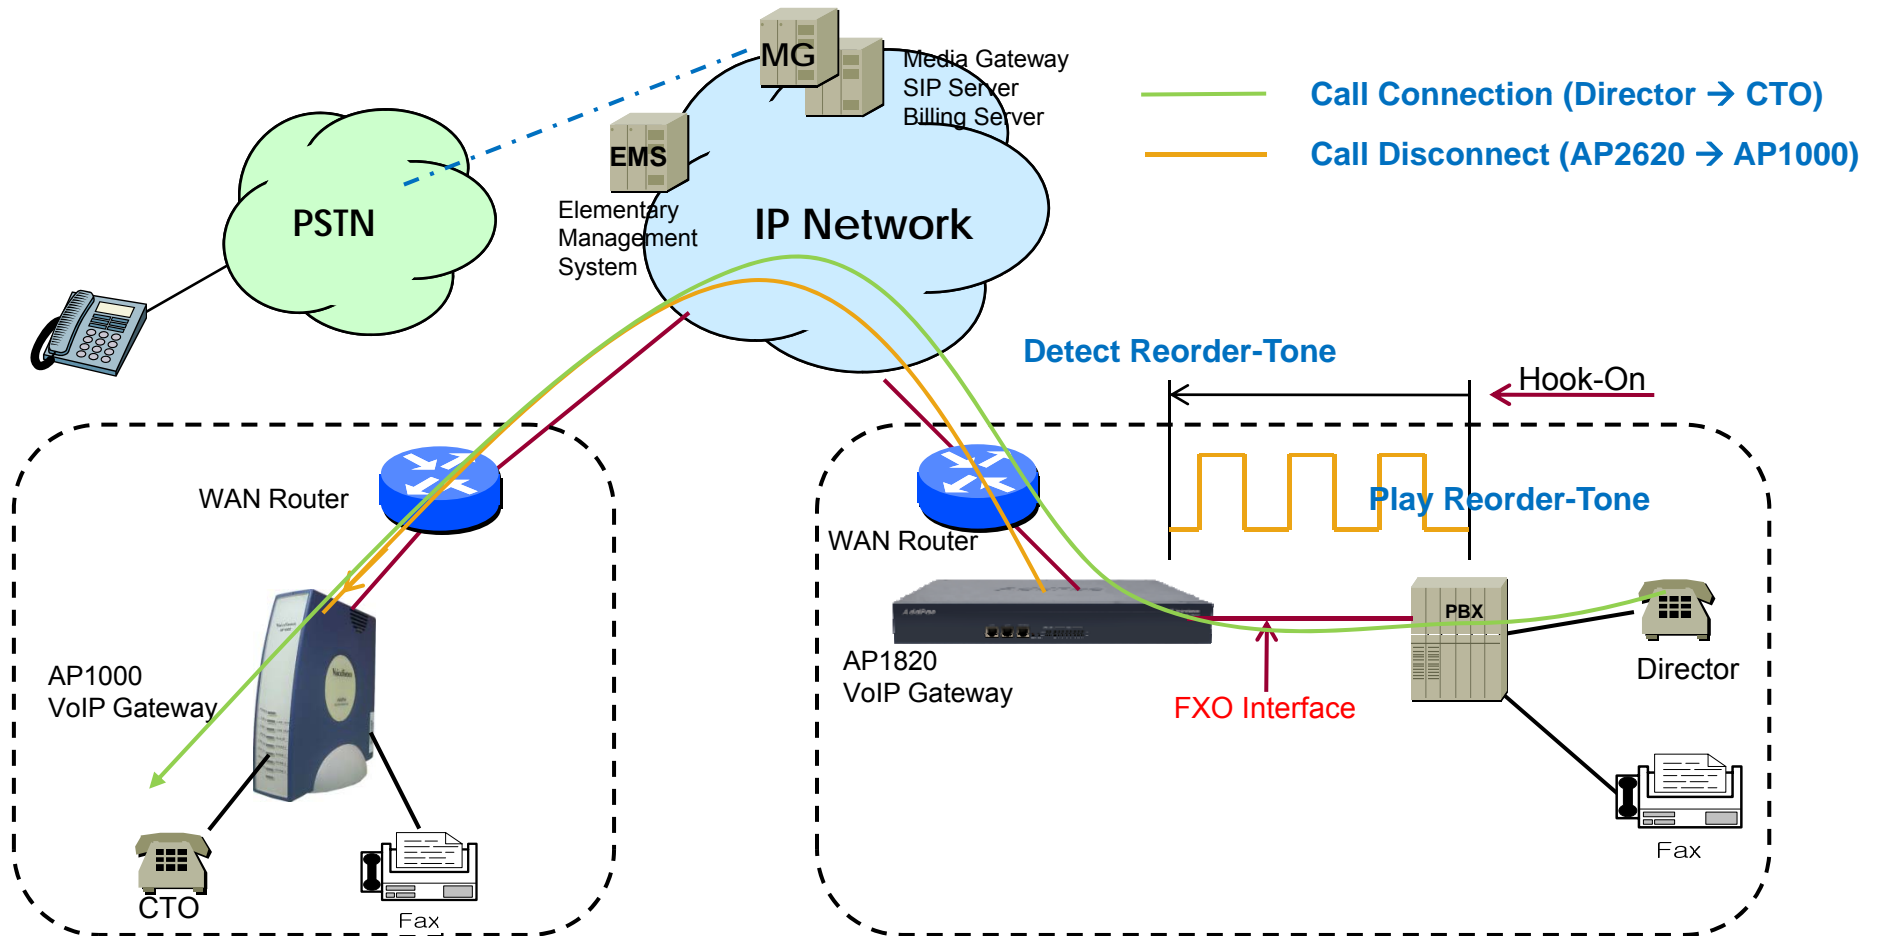 MG
Media Gateway
SIP Server
Billing Server
Call Connection (Director → CTO)
Call Disconnect (AP2620 → AP1000)
EMS
Elementary
Management
System
PSTN
IP Network
Detect Reorder-Tone
Hook-On
Play Reorder-Tone
WAN Router
WAN Router
AP1000
VoIP Gateway
AP1820
VoIP Gateway
FXO Interface
PBX
Director
CTO
Fax
Fax